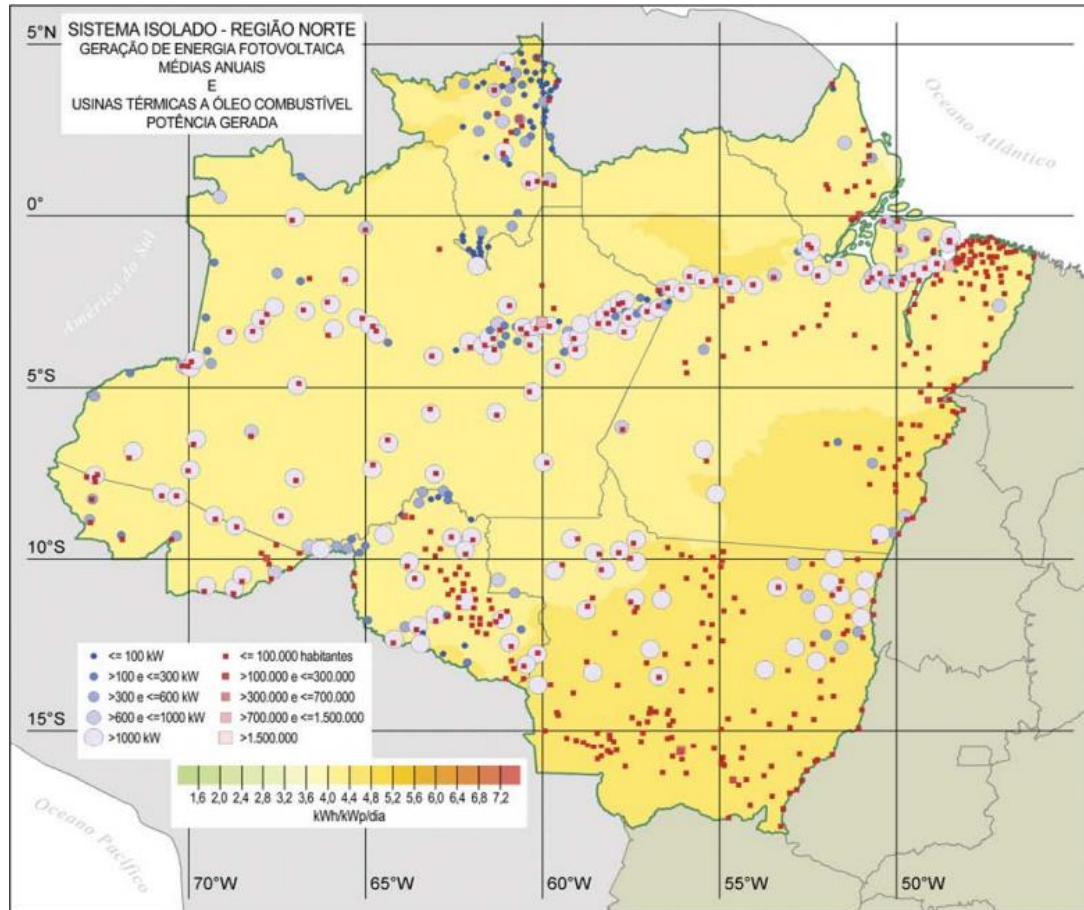 SISTEMA ISOLADO - REGIÃO NORTE
GERAÇÃO DE ENERGIA FOTOVOLTAICA
MÉDIAS ANUAIS
E
USINAS TÉRMICAS A ÓLEO COMBUSTÍVEL
POTÊNCIA GERADA
5°N
Oceano Atlântico
0°
América do Sul
5°S
10°S
<= 100 kW
<= 100.000 habitantes
>100 e <=300 kW
>100.000 e <=300.000
>300 e <=600 kW
>300.000 e <=700.000
>600 e <=1000 kW
>700.000 e <=1.500.000
>1000 kW
>1.500.000
15°S
1,6 2,0 2,4 2,8 3,2 3,6 4,0 4,4 4,8 5,2 5,6 6,0 6,4 6,8 7,2
kWh/kWp/dia
Oceano Pacífico
70°W 65°W 60°W 55°W 50°W